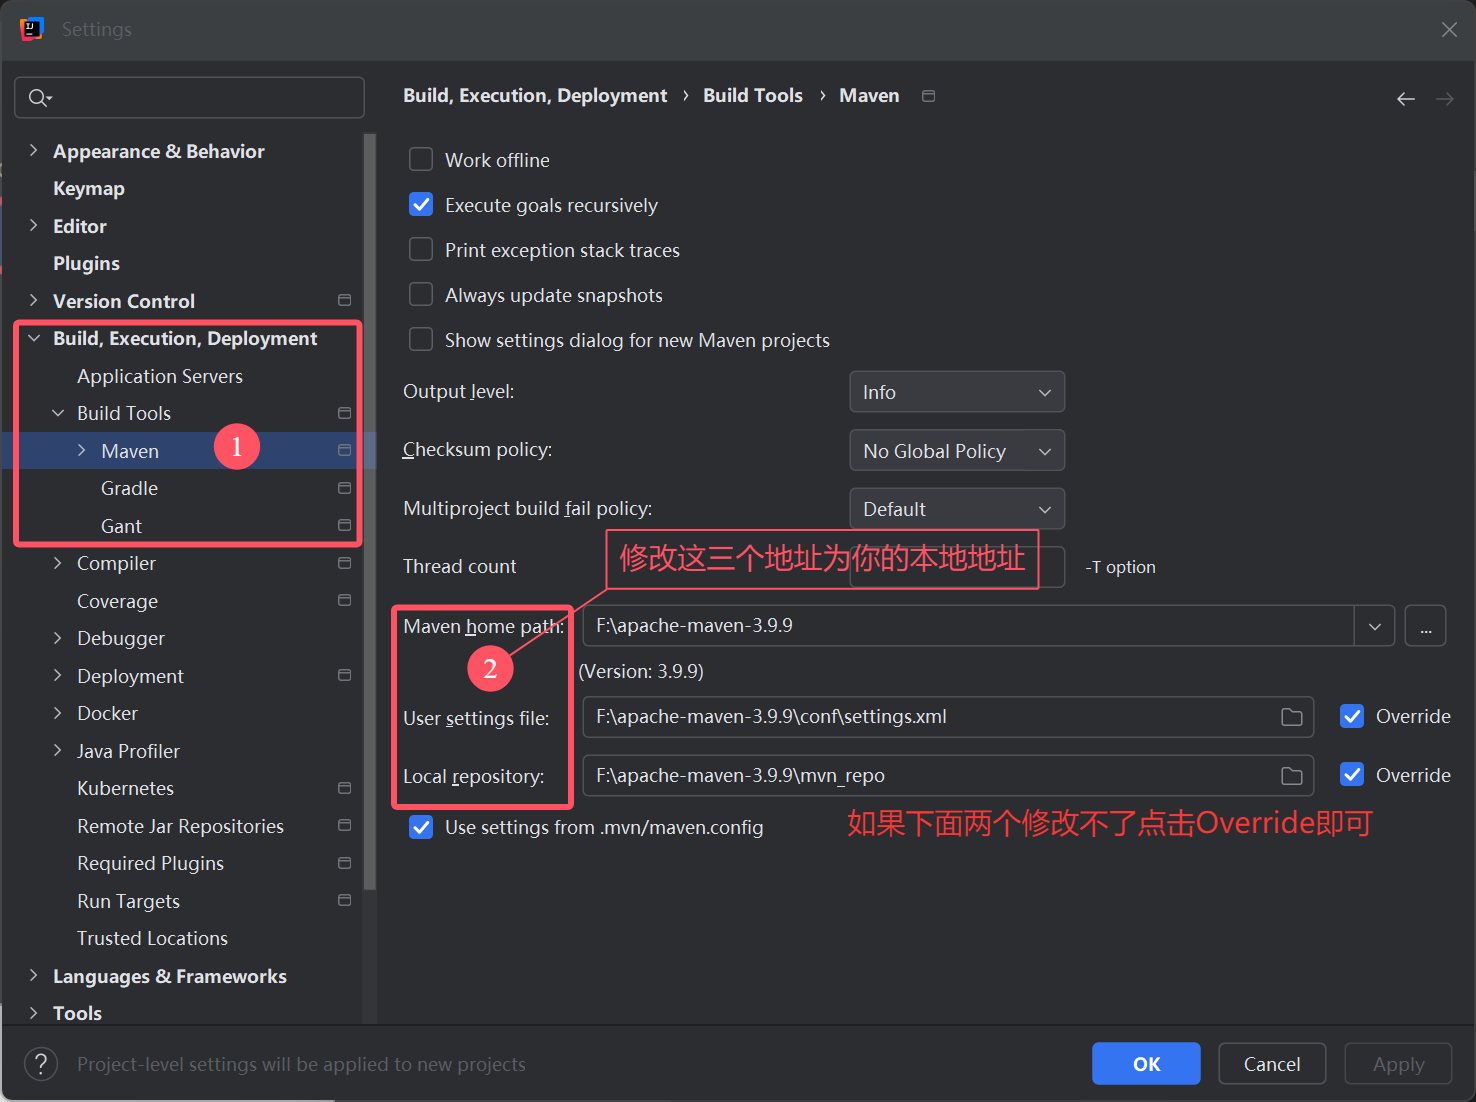 Settings
Build, Execution, Deployment › Build Tools › Maven
Appearance & Behavior
Keymap
Editor
Plugins
Version Control
Build, Execution, Deployment
Application Servers
Build Tools
Maven
1
Gradle
Gant
Compiler
Coverage
Debugger
Deployment
Docker
Java Profiler
Kubernetes
Remote Jar Repositories
Required Plugins
Run Targets
Trusted Locations
Languages & Frameworks
Tools
Work offline
Execute goals recursively
Print exception stack traces
Always update snapshots
Show settings dialog for new Maven projects
Output level: Info
Checksum policy: No Global Policy
Multiproject build fail policy: Default
修改这三个地址为你的本地地址
Thread count -T option
Maven home path: F:\apache-maven-3.9.9 ...
2
(Version: 3.9.9)
User settings file: F:\apache-maven-3.9.9\conf\settings.xml Override
Local repository: F:\apache-maven-3.9.9\mvn_repo Override
Use settings from .mvn/maven.config
如果下面两个修改不了点击Override即可
? Project-level settings will be applied to new projects
OK Cancel Apply